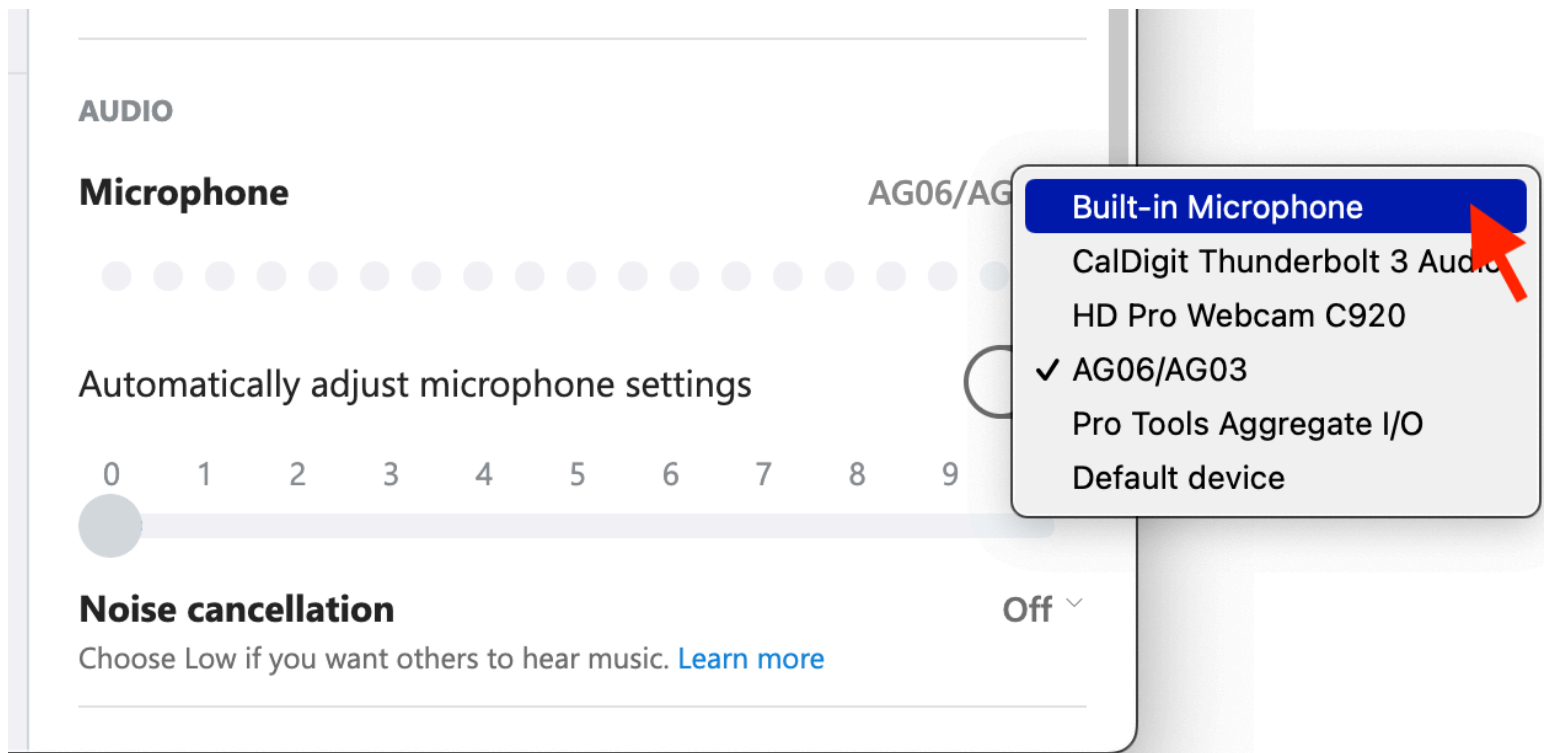 AUDIO
Microphone AG06/AG
Built-in Microphone
CalDigit Thunderbolt 3 Audio
HD Pro Webcam C920
✓ AG06/AG03
Pro Tools Aggregate I/O
Default device
Automatically adjust microphone settings
0 1 2 3 4 5 6 7 8 9
Noise cancellation Off
Choose Low if you want others to hear music. Learn more